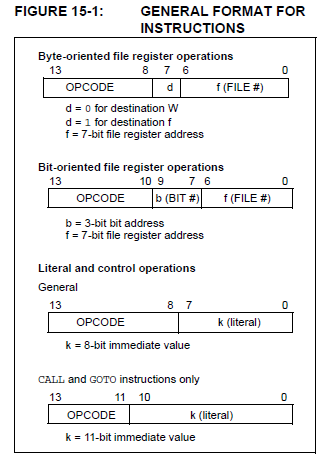 FIGURE 15-1: GENERAL FORMAT FOR
INSTRUCTIONS
Byte-oriented file register operations
13 8 7 6 0
OPCODE d f (FILE #)
d = 0 for destination W
d = 1 for destination f
f = 7-bit file register address
Bit-oriented file register operations
13 10 9 7 6 0
OPCODE b (BIT #) f (FILE #)
b = 3-bit bit address
f = 7-bit file register address
Literal and control operations
General
13 8 7 0
OPCODE k (literal)
k = 8-bit immediate value
CALL and GOTO instructions only
13 11 10 0
OPCODE k (literal)
k = 11-bit immediate value